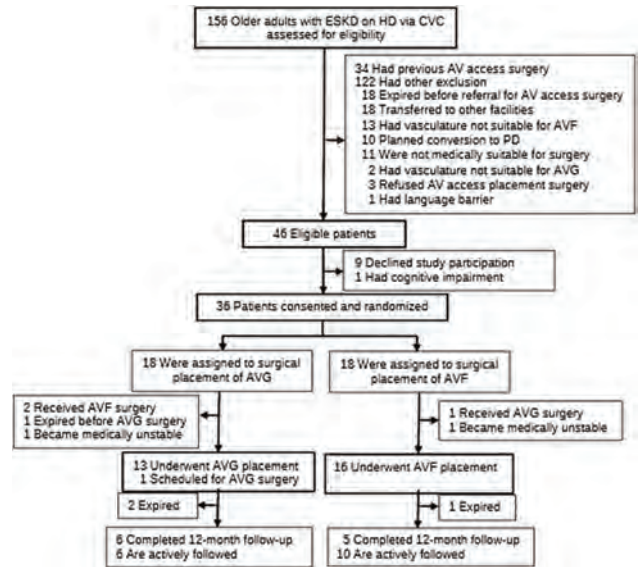 156 Older adults with ESKD on HD via CVC
assessed for eligibility
34 Had previous AV access surgery
122 Had other exclusion
18 Expired before referral for AV access surgery
18 Transferred to other facilities
13 Had vasculature not suitable for AVF
10 Planned conversion to PD
11 Were not medically suitable for surgery
2 Had vasculature not suitable for AVG
3 Refused AV access placement surgery
1 Had language barrier
46 Eligible patients
9 Declined study participation
1 Had cognitive impairment
36 Patients consented and randomized
18 Were assigned to surgical
placement of AVG
18 Were assigned to surgical
placement of AVF
2 Received AVF surgery
1 Expired before AVG surgery
1 Became medically unstable
1 Received AVG surgery
1 Became medically unstable
13 Underwent AVG placement
1 Scheduled for AVG surgery
16 Underwent AVF placement
2 Expired
1 Expired
6 Completed 12-month follow-up
6 Are actively followed
5 Completed 12-month follow-up
10 Are actively followed